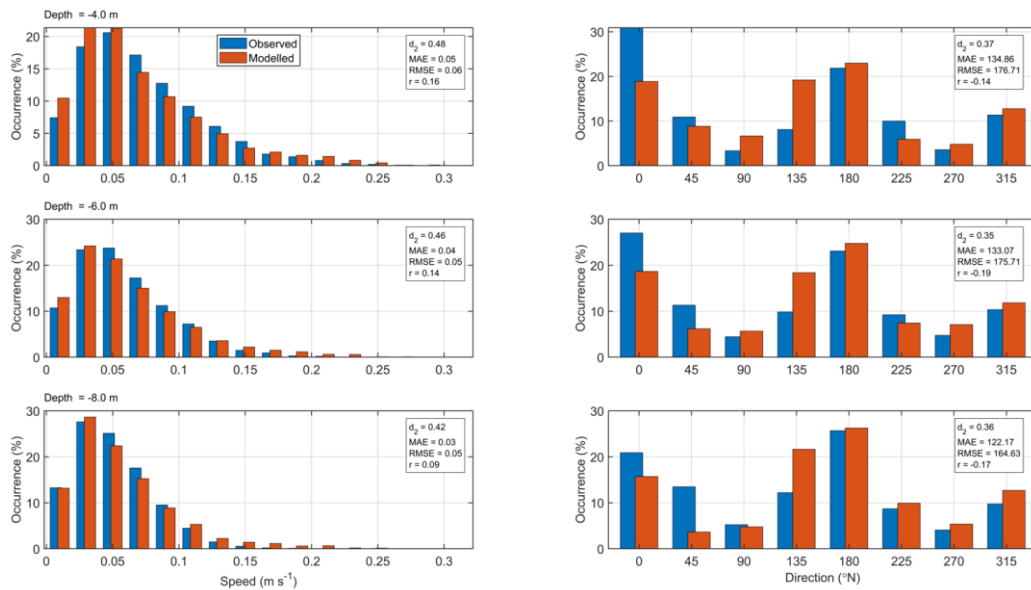 Depth = -4.0 m
Occurrence (%)
20
15
10
5
0
0 0.05 0.1 0.15 0.2 0.25 0.3
Observed
Modelled
d2 = 0.48
MAE = 0.05
RMSE = 0.06
r = 0.16
Occurrence (%)
30
20
10
0
0 45 90 135 180 225 270 315
d2 = 0.37
MAE = 134.86
RMSE = 176.71
r = -0.14
Depth = -6.0 m
Occurrence (%)
30
20
10
0
0 0.05 0.1 0.15 0.2 0.25 0.3
d2 = 0.46
MAE = 0.04
RMSE = 0.05
r = 0.14
Occurrence (%)
30
20
10
0
0 45 90 135 180 225 270 315
d2 = 0.35
MAE = 133.07
RMSE = 175.71
r = -0.19
Depth = -8.0 m
Occurrence (%)
30
20
10
0
0 0.05 0.1 0.15 0.2 0.25 0.3
Speed (m s-1)
d2 = 0.42
MAE = 0.03
RMSE = 0.05
r = 0.09
Occurrence (%)
30
20
10
0
0 45 90 135 180 225 270 315
Direction (°N)
d2 = 0.36
MAE = 122.17
RMSE = 164.63
r = -0.17